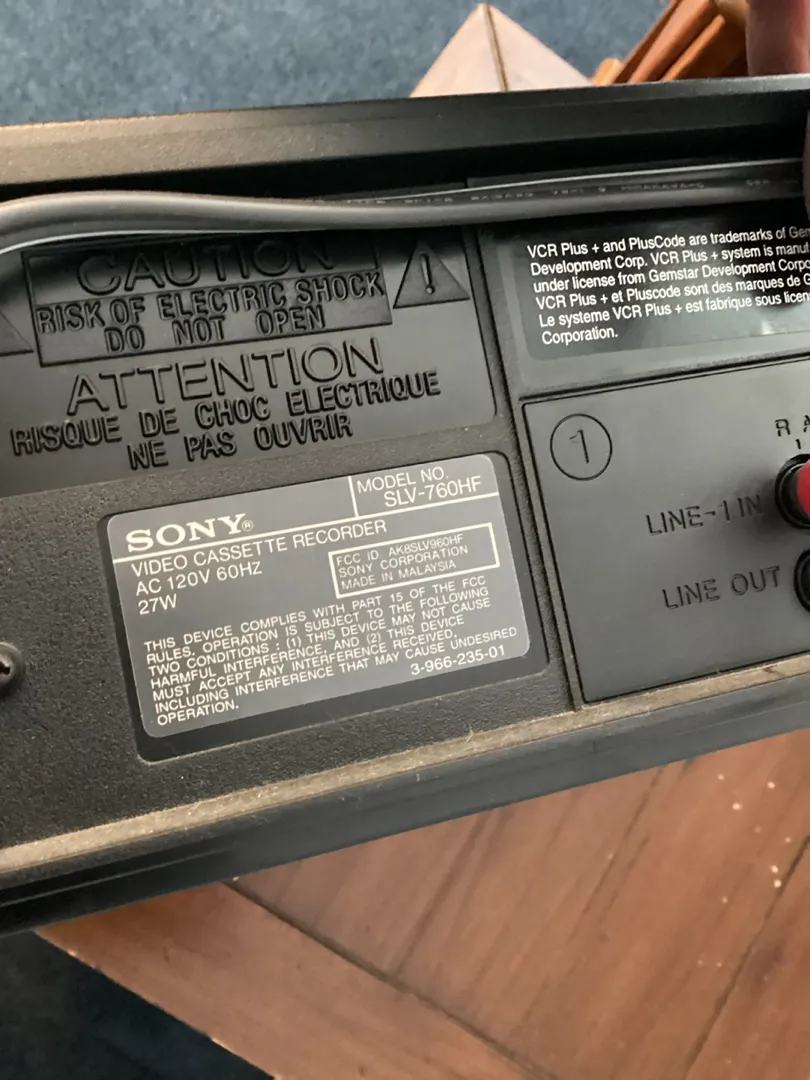 CAUTION
RISK OF ELECTRIC SHOCK
DO NOT OPEN
ATTENTION
RISQUE DE CHOC ELECTRIQUE
NE PAS OUVRIR
VCR Plus + and PlusCode are trademarks of
Development Corp. VCR Plus + system is
under license from Gemstar Development
VCR Plus + et Pluscode sont des marques de
Le systeme VCR Plus + est fabrique sous
Corporation.
1
R
LINE-1 IN
LINE OUT
SONY®
MODEL NO.
SLV-760HF
VIDEO CASSETTE RECORDER
AC 120V 60HZ
27W
FCC ID AK8SLV960HF
SONY CORPORATION
MADE IN MALAYSIA
THIS DEVICE COMPLIES WITH PART 15 OF THE FCC
RULES. OPERATION IS SUBJECT TO THE FOLLOWING
TWO CONDITIONS : (1) THIS DEVICE MAY NOT CAUSE
HARMFUL INTERFERENCE, AND (2) THIS DEVICE
MUST ACCEPT ANY INTERFERENCE RECEIVED,
INCLUDING INTERFERENCE THAT MAY CAUSE UNDESIRED
OPERATION.
3-966-235-01